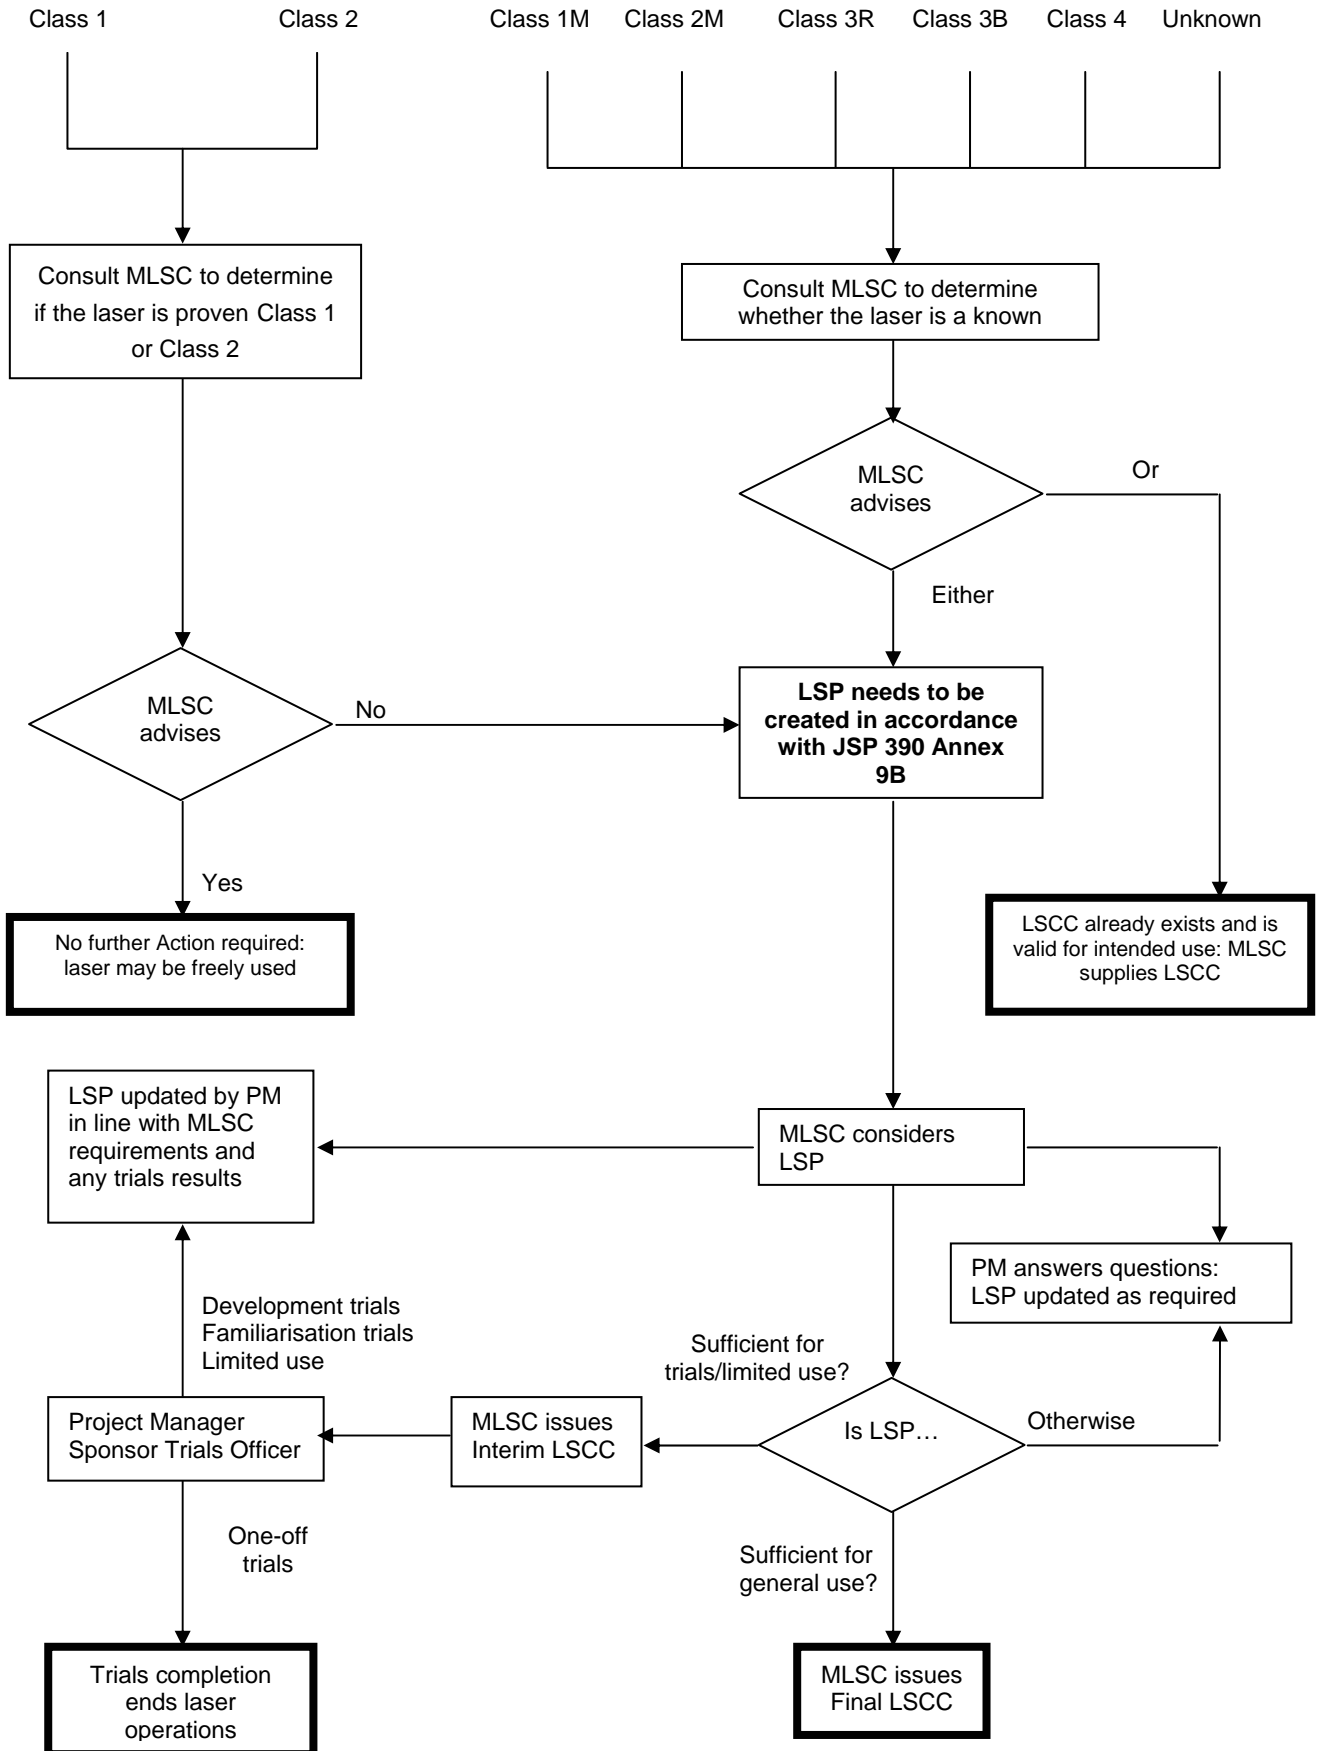 Class 1
Class 2
Class 1M
Class 2M
Class 3R
Class 3B
Class 4
Unknown
Consult MLSC to determine
if the laser is proven Class 1
or Class 2
Consult MLSC to determine
whether the laser is a known
MLSC
advises
Or
Either
MLSC
advises
No
LSP needs to be
created in accordance
with JSP 390 Annex
9B
Yes
No further Action required:
laser may be freely used
LSCC already exists and is
valid for intended use: MLSC
supplies LSCC
LSP updated by PM
in line with MLSC
requirements and
any trials results
MLSC considers
LSP
PM answers questions:
LSP updated as required
Development trials
Familiarisation trials
Limited use
Sufficient for
trials/limited use?
Project Manager
Sponsor Trials Officer
MLSC issues
Interim LSCC
Is LSP…
Otherwise
One-off
trials
Sufficient for
general use?
Trials completion
ends laser
operations
MLSC issues
Final LSCC